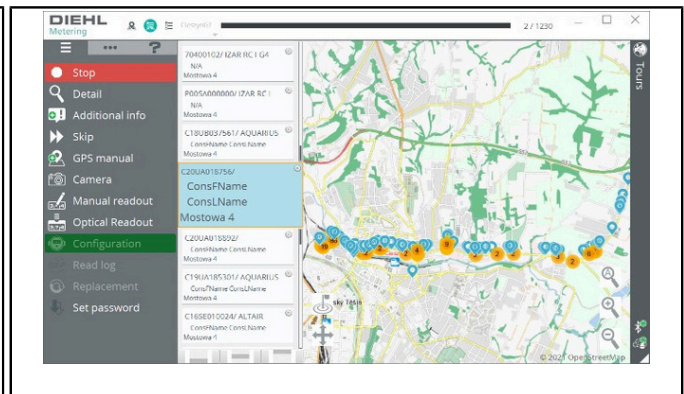 DIEHL
Metering
2 / 1230
?
Stop
Detail
Additional info
Skip
GPS manual
Camera
Manual readout
Optical Readout
Configuration
Read log
Replacement
Set password
70400102/ IZAR RC I G4
N/A
Mostowa 4
P00SA000000/ IZAR RC I
N/A
Mostowa 4
C18UB037561/ AQUARIUS
ConsFName ConsLName
Mostowa 4
C20UA018756/
ConsFName
ConsLName
Mostowa 4
C20UA018892/
ConsFName ConsLName
Mostowa 4
C19UA185301/ AQUARIUS
ConsFName ConsLName
Mostowa 4
C16SE010024/ ALTAIR
ConsFName ConsLName
Mostowa 4
sky Těšín
© 2021 OpenStreetMap
Tours